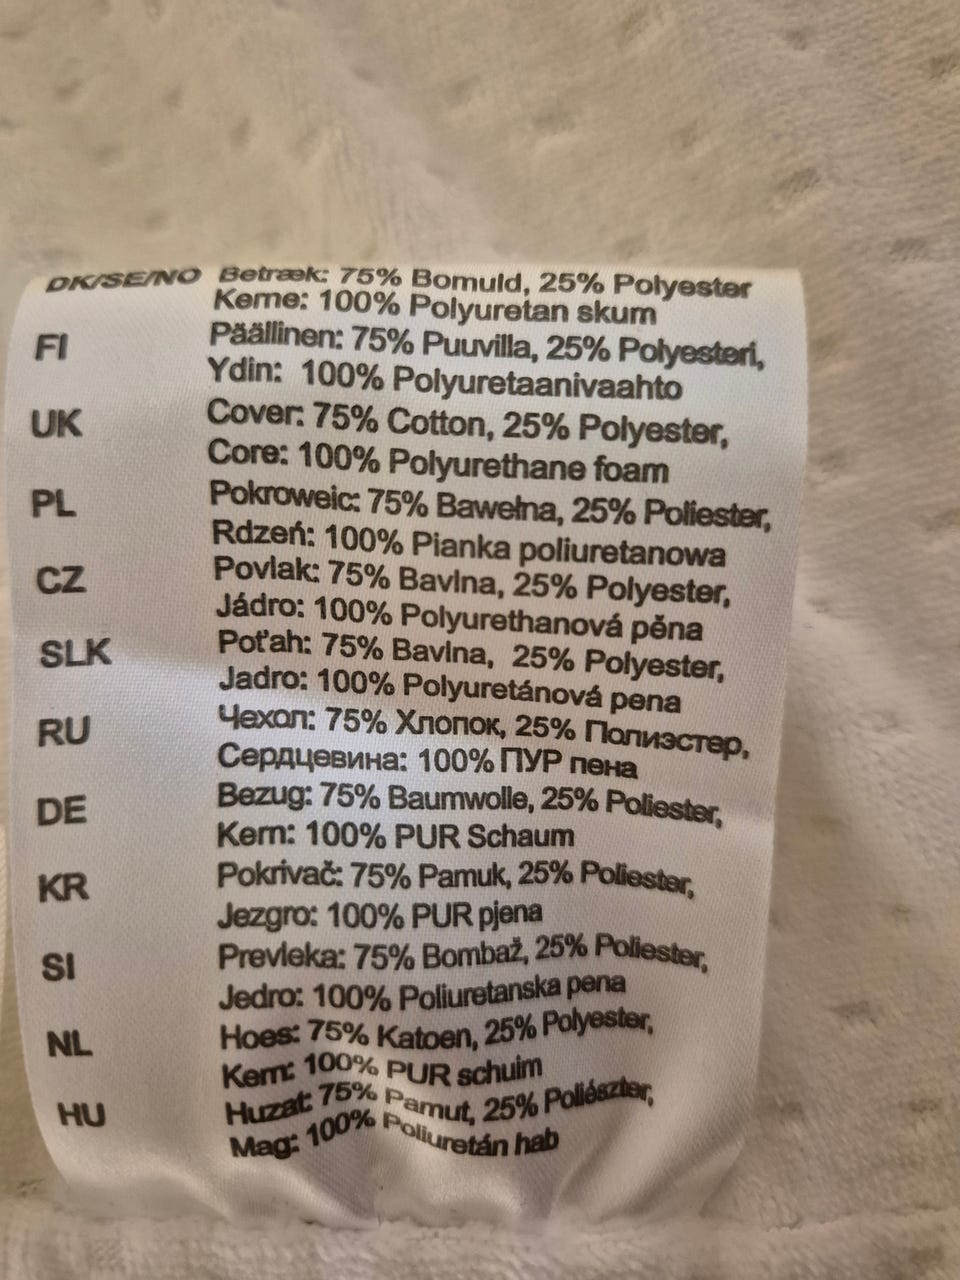 DK/SE/NO Betræk: 75% Bomuld, 25% Polyester
Kerne: 100% Polyuretan skum
FI Päällinen: 75% Puuvilla, 25% Polyesteri,
Ydin: 100% Polyuretaanivaahto
UK Cover: 75% Cotton, 25% Polyester,
Core: 100% Polyurethane foam
PL Pokroweic: 75% Bawełna, 25% Poliester,
Rdzeń: 100% Pianka poliuretanowa
CZ Povlak: 75% Bavlna, 25% Polyester,
Jádro: 100% Polyurethanová pěna
SLK Poťah: 75% Bavlna, 25% Polyester,
Jadro: 100% Polyuretánová pena
RU Чехол: 75% Хлопок, 25% Полиэстер,
Сердцевина: 100% ПУР пена
DE Bezug: 75% Baumwolle, 25% Poliester,
Kern: 100% PUR Schaum
KR Pokrivač: 75% Pamuk, 25% Poliester,
Jezgro: 100% PUR pjena
SI Prevleka: 75% Bombaž, 25% Poliester,
Jedro: 100% Poliuretanska pena
NL Hoes: 75% Katoen, 25% Polyester,
Kern: 100% PUR schuim
HU Huzat: 75% Pamut, 25% Poliészter,
Mag: 100% Poliuretán hab